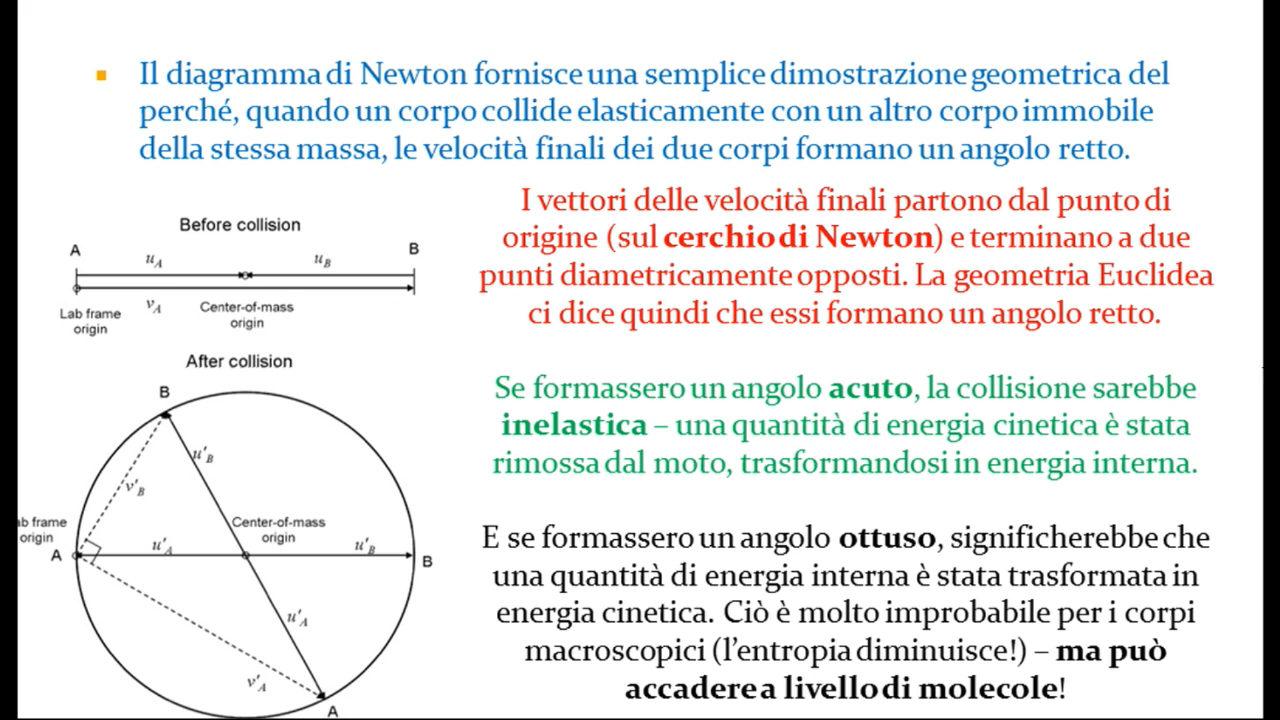 Il diagramma di Newton fornisce una semplice dimostrazione geometrica del
perché, quando un corpo collide elasticamente con un altro corpo immobile
della stessa massa, le velocità finali dei due corpi formano un angolo retto.
I vettori delle velocità finali partono dal punto di
origine (sul cerchio di Newton) e terminano a due
punti diametricamente opposti. La geometria Euclidea
ci dice quindi che essi formano un angolo retto.
Before collision
A
B
u_A
u_B
v_A
Lab frame
origin
Center-of-mass
origin
After collision
Se formassero un angolo acuto, la collisione sarebbe
inelastica – una quantità di energia cinetica è stata
rimossa dal moto, trasformandosi in energia interna.
B
u'_B
v'_B
ab frame
origin
Center-of-mass
origin
A
u'_A
u'_B
B
u'_A
v'_A
A
E se formassero un angolo ottuso, significherebbe che
una quantità di energia interna è stata trasformata in
energia cinetica. Ciò è molto improbabile per i corpi
macroscopici (l'entropia diminuisce!) – ma può
accadere a livello di molecole!